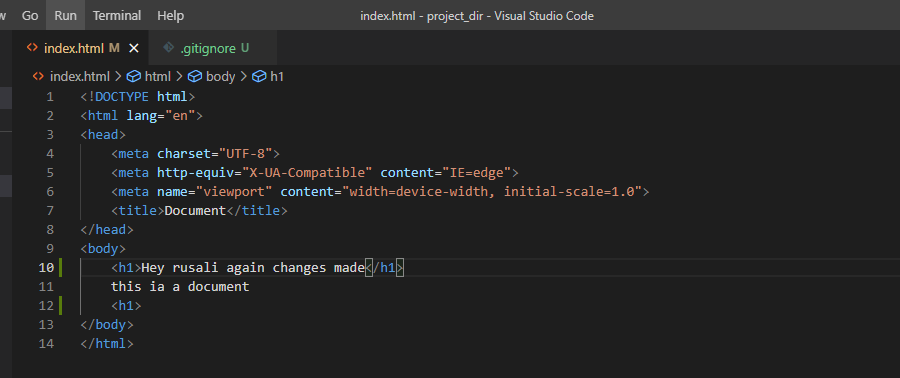 Go Run Terminal Help index.html - project_dir - Visual Studio Code
index.html M .gitignore U
index.html > html > body > h1
1 <!DOCTYPE html>
2 <html lang="en">
3 <head>
4 <meta charset="UTF-8">
5 <meta http-equiv="X-UA-Compatible" content="IE=edge">
6 <meta name="viewport" content="width=device-width, initial-scale=1.0">
7 <title>Document</title>
8 </head>
9 <body>
10 <h1>Hey rusali again changes made</h1>
11 this ia a document
12 <h1>
13 </body>
14 </html>